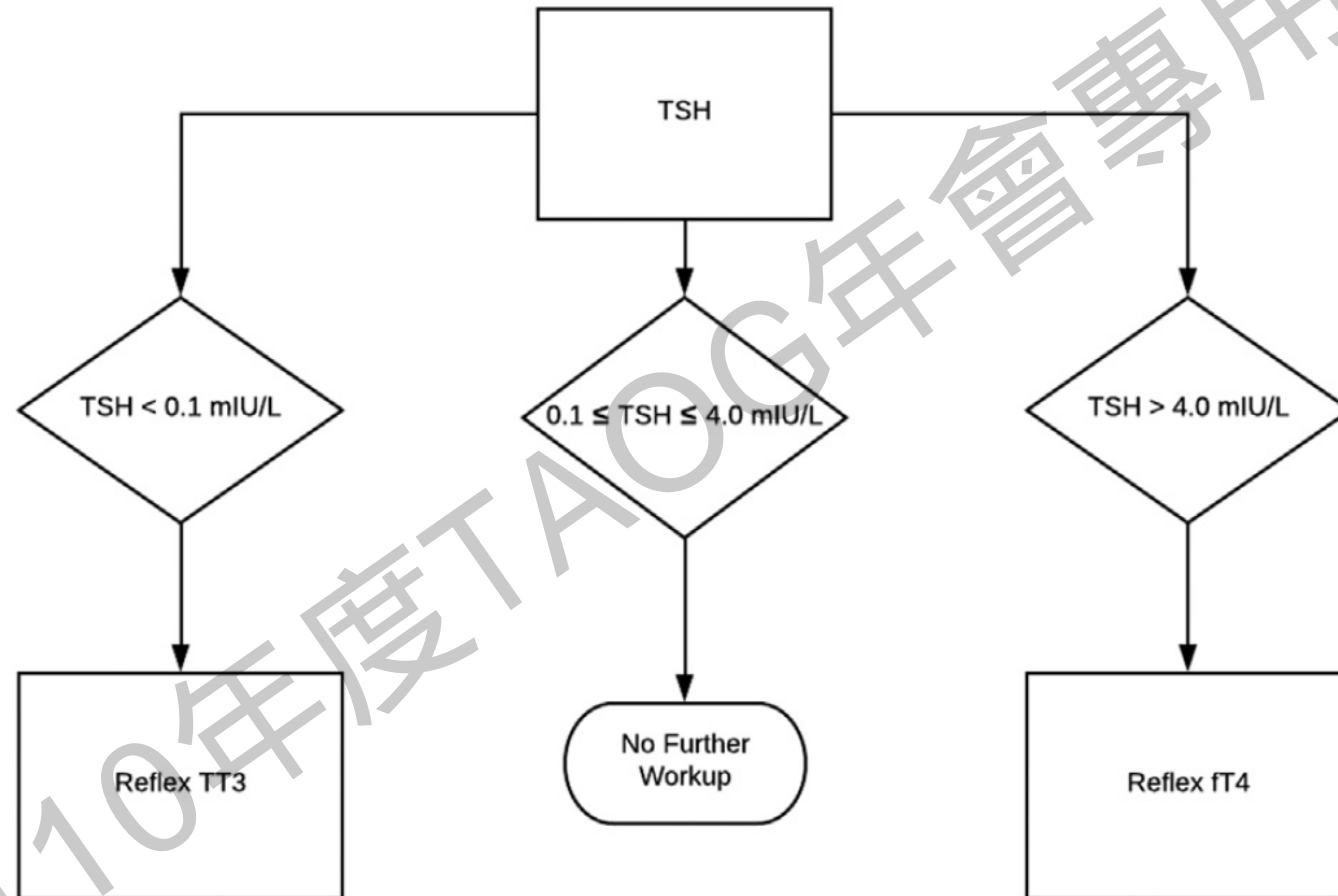 TSH
TSH < 0.1 mIU/L
0.1 ≤ TSH ≤ 4.0 mIU/L
TSH > 4.0 mIU/L
Reflex TT3
No Further
Workup
Reflex fT4
10年度TAOG年會專用